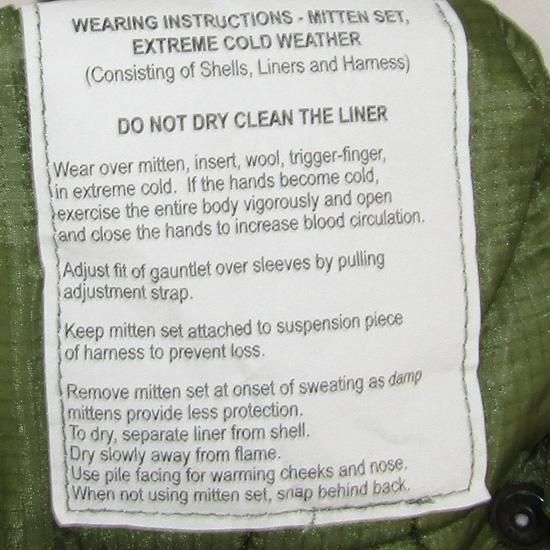 WEARING INSTRUCTIONS - MITTEN SET,
EXTREME COLD WEATHER
(Consisting of Shells, Liners and Harness)
DO NOT DRY CLEAN THE LINER
Wear over mitten, insert, wool, trigger-finger,
in extreme cold. If the hands become cold,
exercise the entire body vigorously and open
and close the hands to increase blood circulation.
Adjust fit of gauntlet over sleeves by pulling
adjustment strap.
Keep mitten set attached to suspension piece
of harness to prevent loss.
Remove mitten set at onset of sweating as damp
mittens provide less protection.
To dry, separate liner from shell.
Dry slowly away from flame.
Use pile facing for warming cheeks and nose.
When not using mitten set, snap behind back.